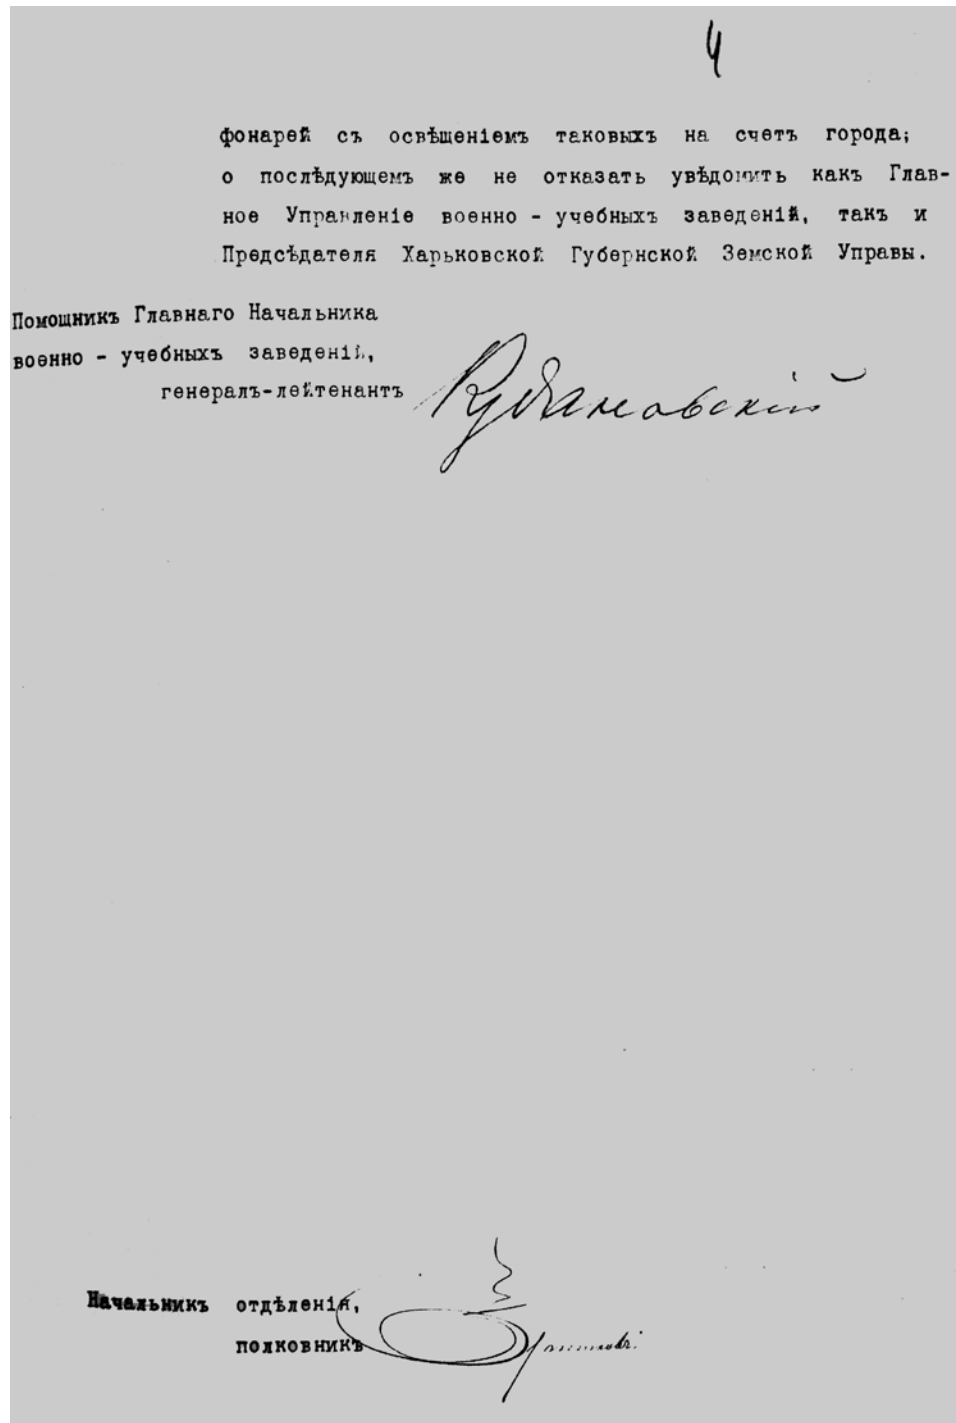 4
фонарей съ освѣщеніемъ таковыхъ на счетъ города;
о послѣдующемъ же не отказать увѣдомить какъ Глав-
ное Управленіе военно - учебныхъ заведеній, такъ и
Предсѣдателя Харьковской Губернской Земской Управы.
Помощникъ Главнаго Начальника
военно - учебныхъ заведеній,
генералъ-лейтенантъ
Начальникъ отдѣленія,
полковникъ